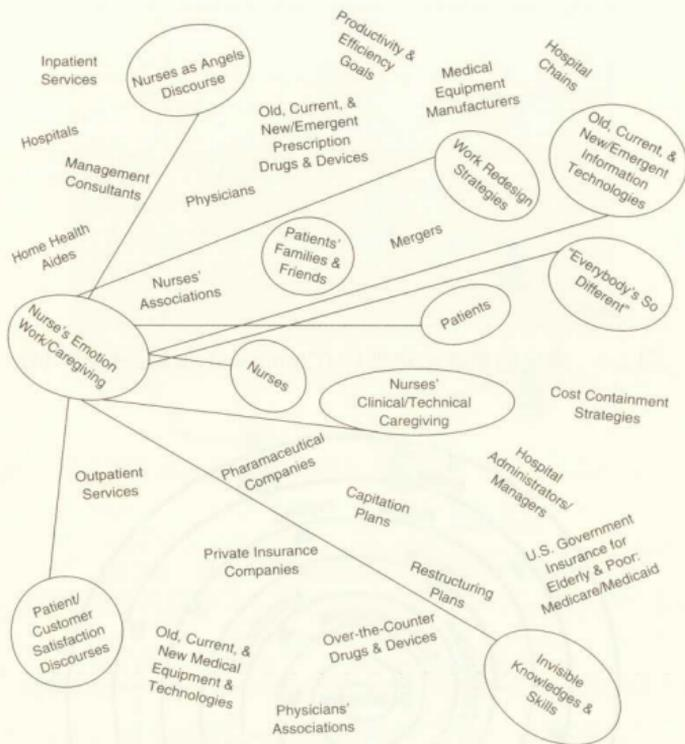 Inpatient
Services
Nurses as Angels
Discourse
Productivity &
Efficiency
Goals
Medical
Equipment
Manufacturers
Hospital
Chains
Hospitals
Management
Consultants
Old, Current, &
New/Emergent
Prescription
Drugs & Devices
Physicians
Work Redesign
Strategies
Old, Current, &
New/Emergent
Information
Technologies
Home Health
Aides
Nurses'
Associations
Patients'
Families &
Friends
Mergers
"Everybody's So
Different"
Nurse's Emotion
Work/Caregiving
Patients
Nurses
Nurses'
Clinical/Technical
Caregiving
Cost Containment
Strategies
Outpatient
Services
Pharamaceutical
Companies
Capitation
Plans
Hospital
Administrators/
Managers
Private Insurance
Companies
Restructuring
Plans
U.S. Government
Insurance for
Elderly & Poor:
Medicare/Medicaid
Patient/
Customer
Satisfaction
Discourses
Old, Current, &
New Medical
Equipment &
Technologies
Over-the-Counter
Drugs & Devices
Physicians'
Associations
Invisible
Knowledges &
Skills